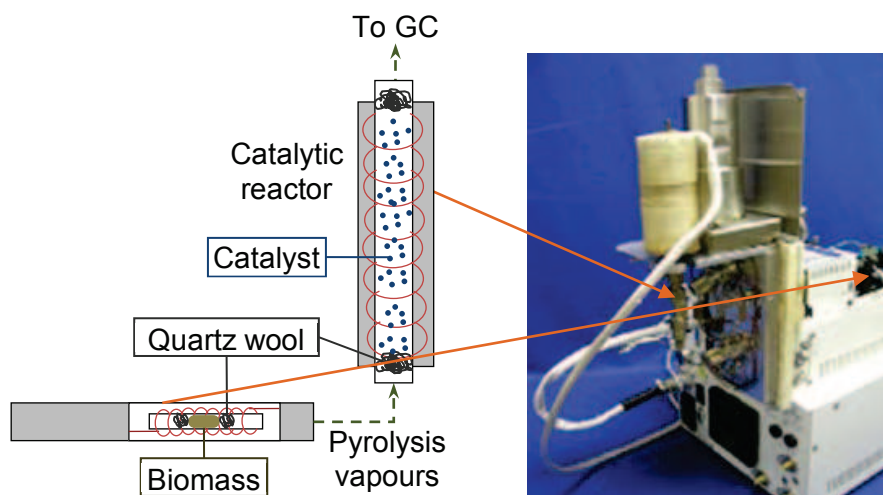 To GC
Catalytic
reactor
Catalyst
Quartz wool
Pyrolysis
vapours
Biomass